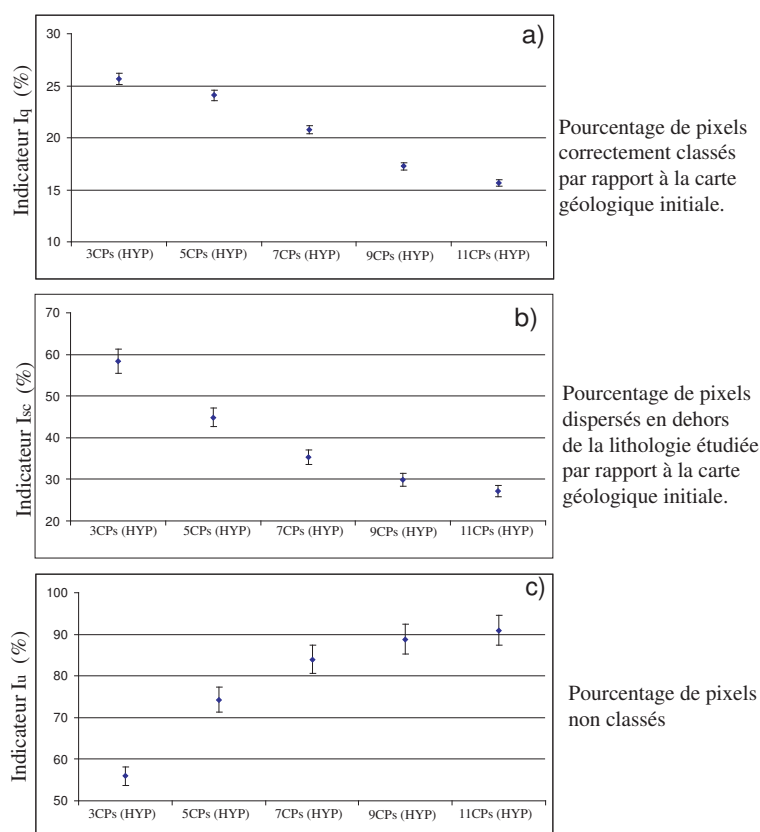 a)
Indicateur Iq (%)
30
25
20
15
10
3CPs (HYP) 5CPs (HYP) 7CPs (HYP) 9CPs (HYP) 11CPs (HYP)
Pourcentage de pixels
correctement classés
par rapport à la carte
géologique initiale.
b)
Indicateur Isc (%)
70
60
50
40
30
20
3CPs (HYP) 5CPs (HYP) 7CPs (HYP) 9CPs (HYP) 11CPs (HYP)
Pourcentage de pixels
dispersés en dehors
de la lithologie étudiée
par rapport à la carte
géologique initiale.
c)
Indicateur Iu (%)
100
90
80
70
60
50
3CPs (HYP) 5CPs (HYP) 7CPs (HYP) 9CPs (HYP) 11CPs (HYP)
Pourcentage de pixels
non classés